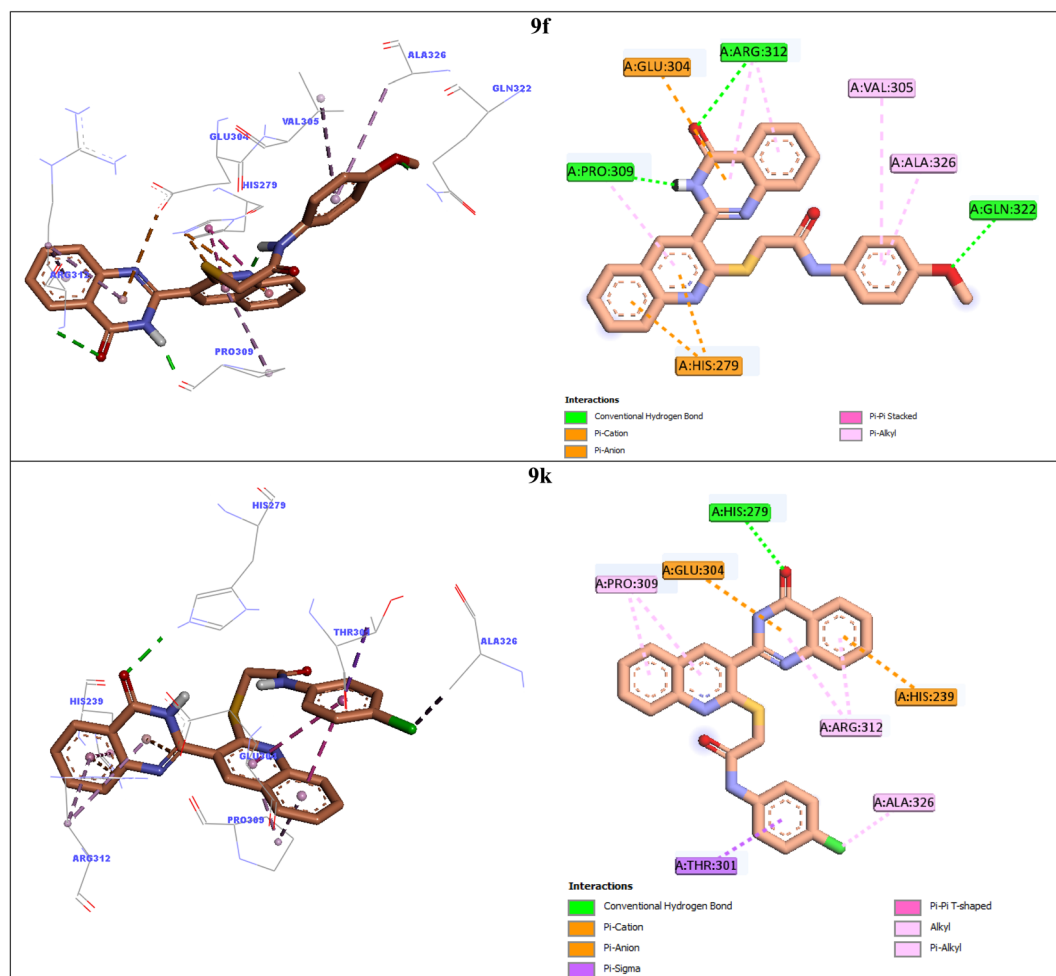 9f
ALA326
GLN322
VAL305
GLU304
HIS279
ARG312
PRO309
A:ARG:312
A:GLU:304
A:VAL:305
A:PRO:309
A:ALA:326
A:GLN:322
A:HIS:279
Interactions
Conventional Hydrogen Bond
Pi-Cation
Pi-Anion
Pi-Pi Stacked
Pi-Alkyl
9k
HIS279
THR301
ALA326
HIS239
GLU304
PRO309
ARG312
A:HIS:279
A:GLU:304
A:PRO:309
A:HIS:239
A:ARG:312
A:ALA:326
A:THR:301
Interactions
Conventional Hydrogen Bond
Pi-Cation
Pi-Anion
Pi-Sigma
Pi-Pi T-shaped
Alkyl
Pi-Alkyl